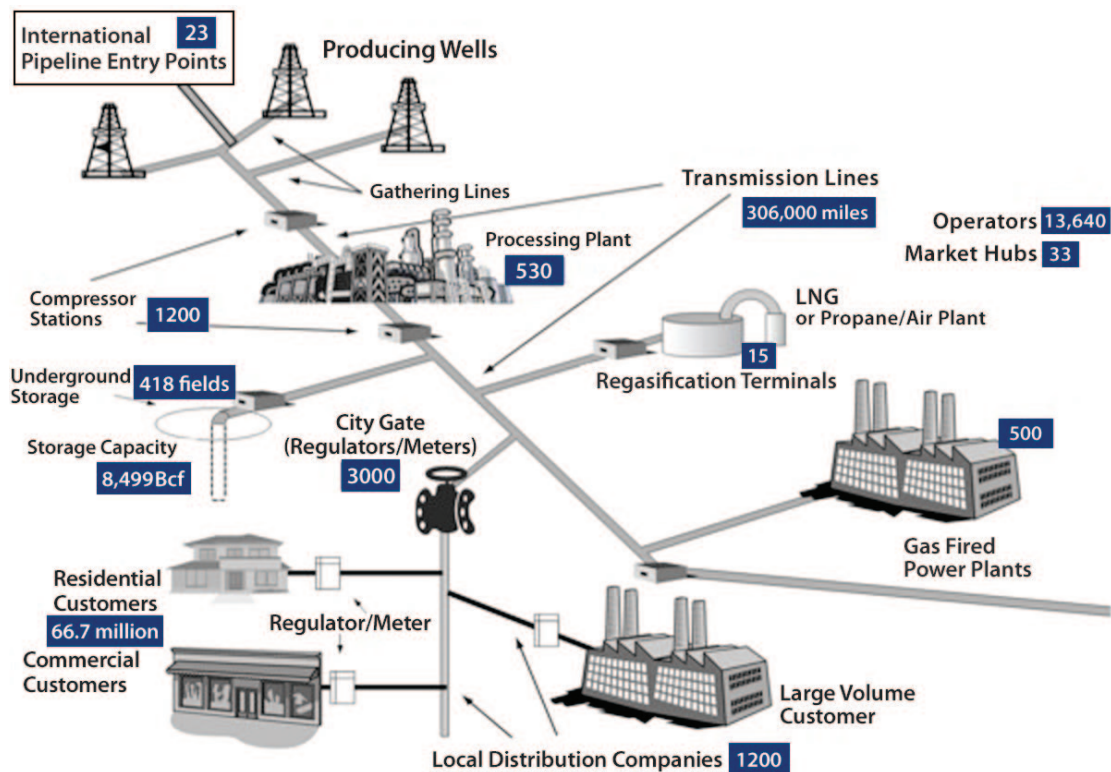 International 23
Pipeline Entry Points
Producing Wells
Gathering Lines
Transmission Lines
306,000 miles
Operators 13,640
Market Hubs 33
Processing Plant
530
Compressor
Stations
1200
LNG
or Propane/Air Plant
15
Regasification Terminals
Underground
Storage
418 fields
Storage Capacity
8,499Bcf
City Gate
(Regulators/Meters)
3000
500
Gas Fired
Power Plants
Residential
Customers
66.7 million
Commercial
Customers
Regulator/Meter
Large Volume
Customer
Local Distribution Companies 1200